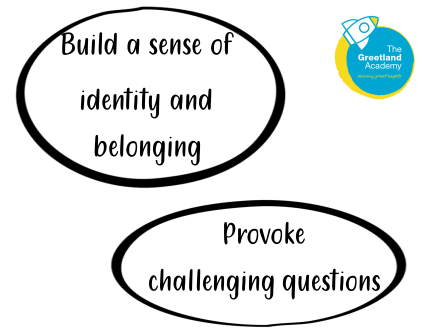 Build a sense of
identity and
belonging
The
Greetland
Academy
Provoke
challenging questions